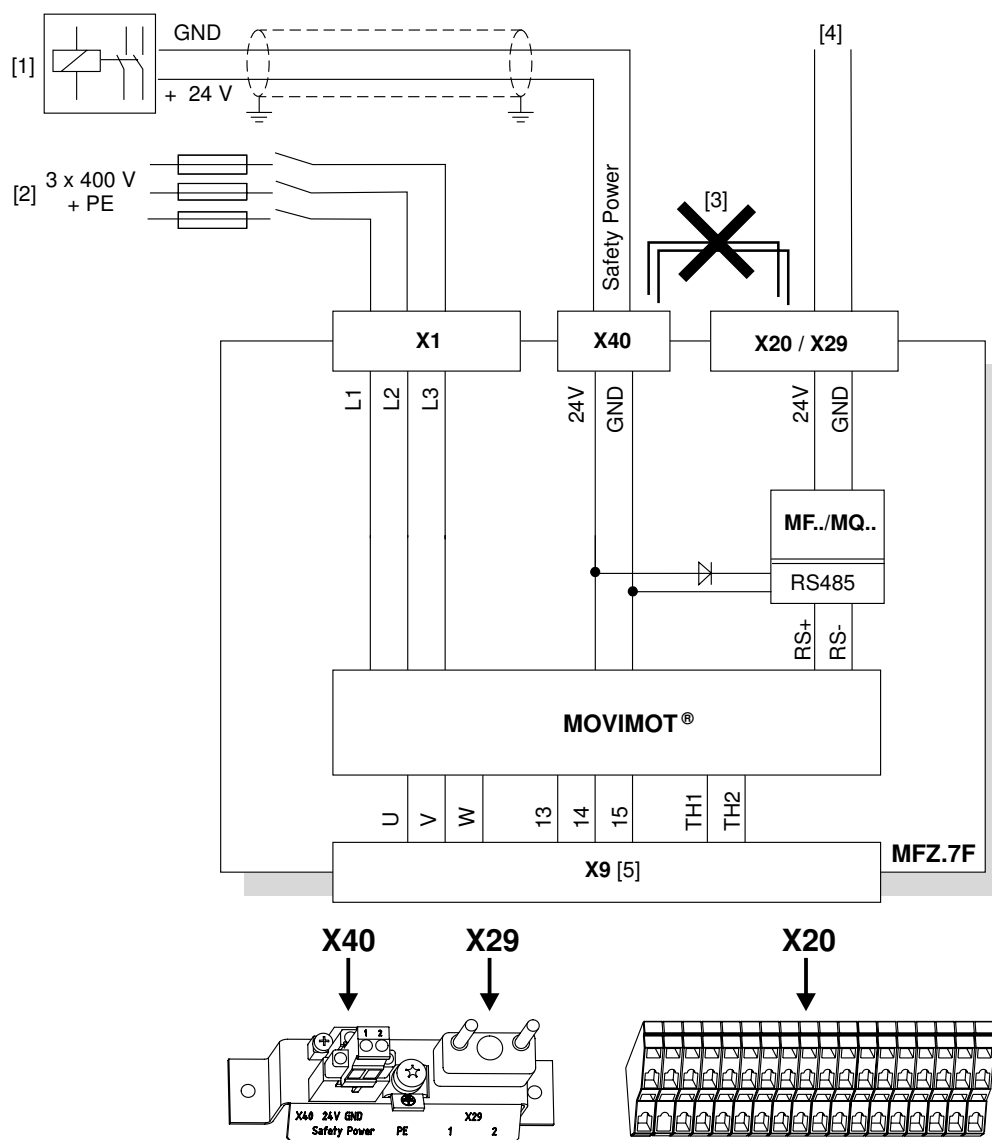 GND
[4]
[1]
+ 24 V
[3]
3 x 400 V
[2]
+ PE
Safety Power
X1
X40
X20 / X29
L1
L2
L3
24V
GND
24V
GND
MF../MQ..
RS485
RS+
RS-
MOVIMOT®
U
V
W
13
14
15
TH1
TH2
MFZ.7F
X9 [5]
X40
X29
X20
1 2
X40 24V GND
X29
Safety Power PE 1 2